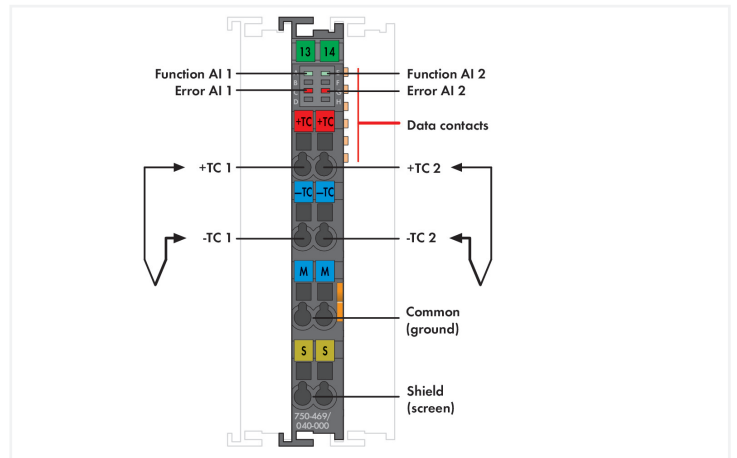 13 14
Function AI 1
Function AI 2
Error AI 1
Error AI 2
A E
B F
C G
D H
+TC +TC
Data contacts
+TC 1
+TC 2
–TC –TC
-TC 1
-TC 2
M M
Common
(ground)
S S
Shield
(screen)
750-469/
040-000